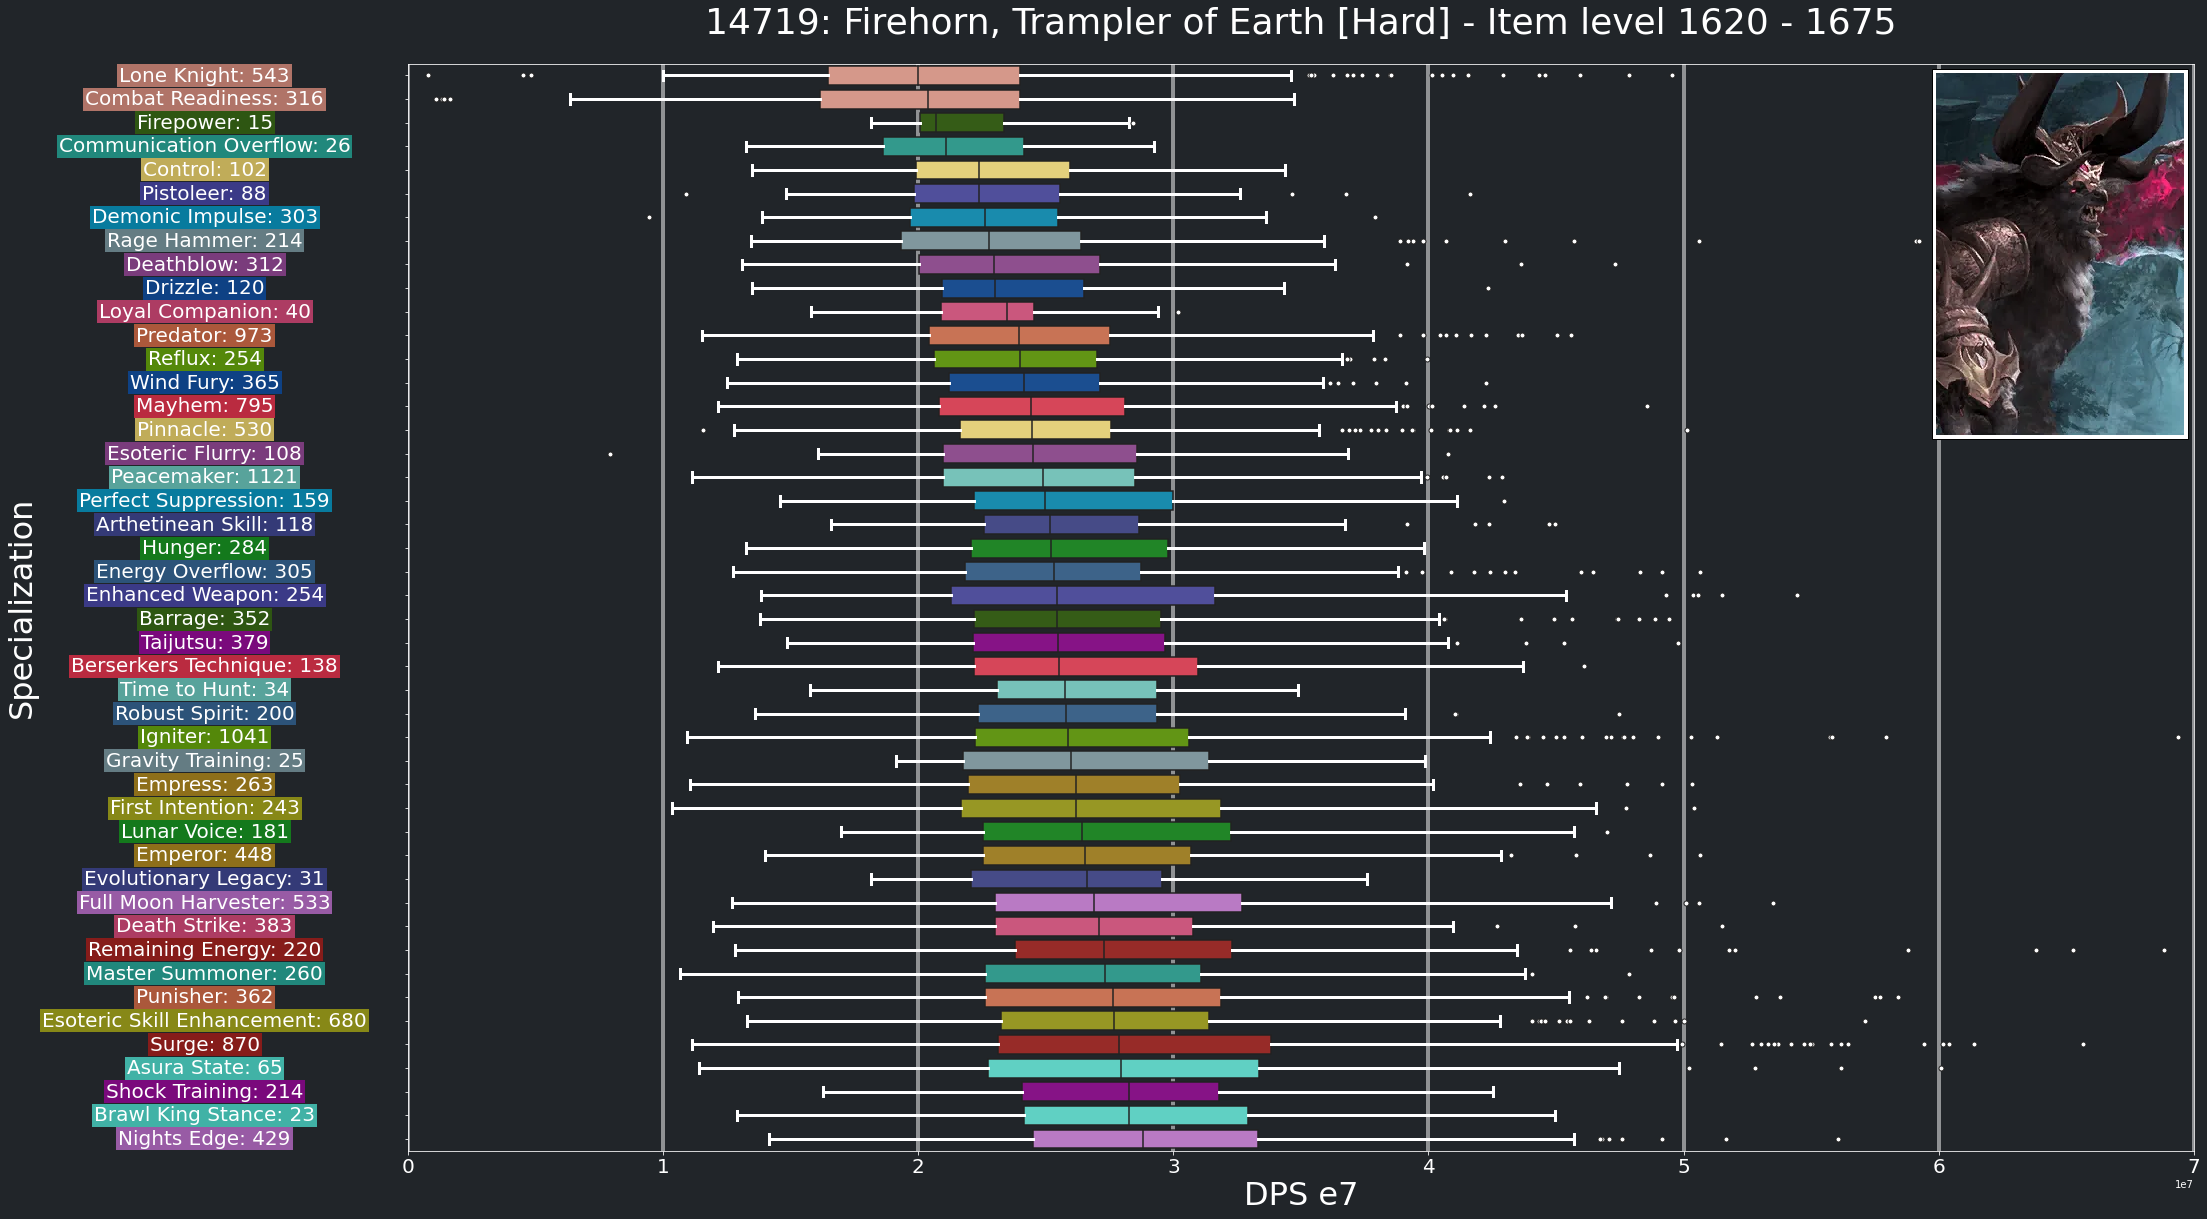 14719: Firehorn, Trampler of Earth [Hard] - Item level 1620 - 1675
Specialization
Lone Knight: 543
Combat Readiness: 316
Firepower: 15
Communication Overflow: 26
Control: 102
Pistoleer: 88
Demonic Impulse: 303
Rage Hammer: 214
Deathblow: 312
Drizzle: 120
Loyal Companion: 40
Predator: 973
Reflux: 254
Wind Fury: 365
Mayhem: 795
Pinnacle: 530
Esoteric Flurry: 108
Peacemaker: 1121
Perfect Suppression: 159
Arthetinean Skill: 118
Hunger: 284
Energy Overflow: 305
Enhanced Weapon: 254
Barrage: 352
Taijutsu: 379
Berserkers Technique: 138
Time to Hunt: 34
Robust Spirit: 200
Igniter: 1041
Gravity Training: 25
Empress: 263
First Intention: 243
Lunar Voice: 181
Emperor: 448
Evolutionary Legacy: 31
Full Moon Harvester: 533
Death Strike: 383
Remaining Energy: 220
Master Summoner: 260
Punisher: 362
Esoteric Skill Enhancement: 680
Surge: 870
Asura State: 65
Shock Training: 214
Brawl King Stance: 23
Nights Edge: 429
0 1 2 3 4 5 6 7
1e7
DPS e7